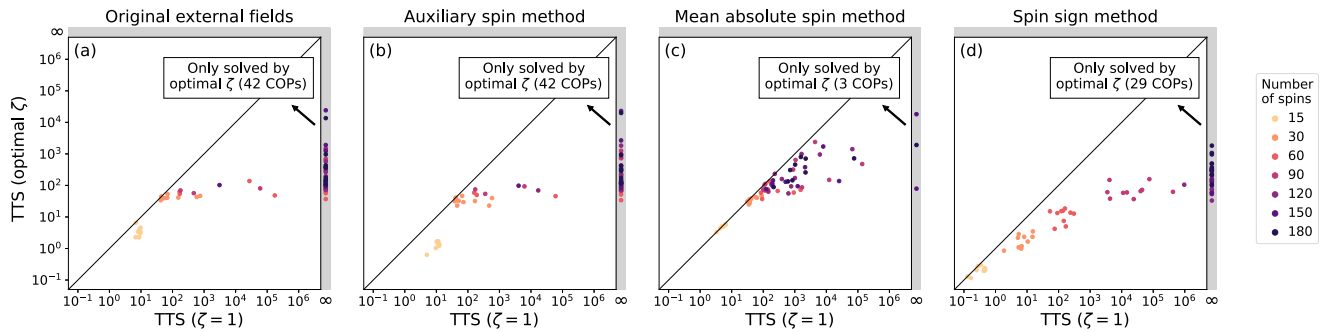 Original external fields
Auxiliary spin method
Mean absolute spin method
Spin sign method
TTS (optimal ζ)
∞
10⁶
10⁵
10⁴
10³
10²
10¹
10⁰
10⁻¹
(a)
Only solved by
optimal ζ (42 COPs)
(b)
Only solved by
optimal ζ (42 COPs)
(c)
Only solved by
optimal ζ (3 COPs)
(d)
Only solved by
optimal ζ (29 COPs)
10⁻¹ 10⁰ 10¹ 10² 10³ 10⁴ 10⁵ 10⁶ ∞
10⁻¹ 10⁰ 10¹ 10² 10³ 10⁴ 10⁵ 10⁶ ∞
10⁻¹ 10⁰ 10¹ 10² 10³ 10⁴ 10⁵ 10⁶ ∞
10⁻¹ 10⁰ 10¹ 10² 10³ 10⁴ 10⁵ 10⁶ ∞
TTS (ζ = 1)
TTS (ζ = 1)
TTS (ζ = 1)
TTS (ζ = 1)
Number
of spins
15
30
60
90
120
150
180